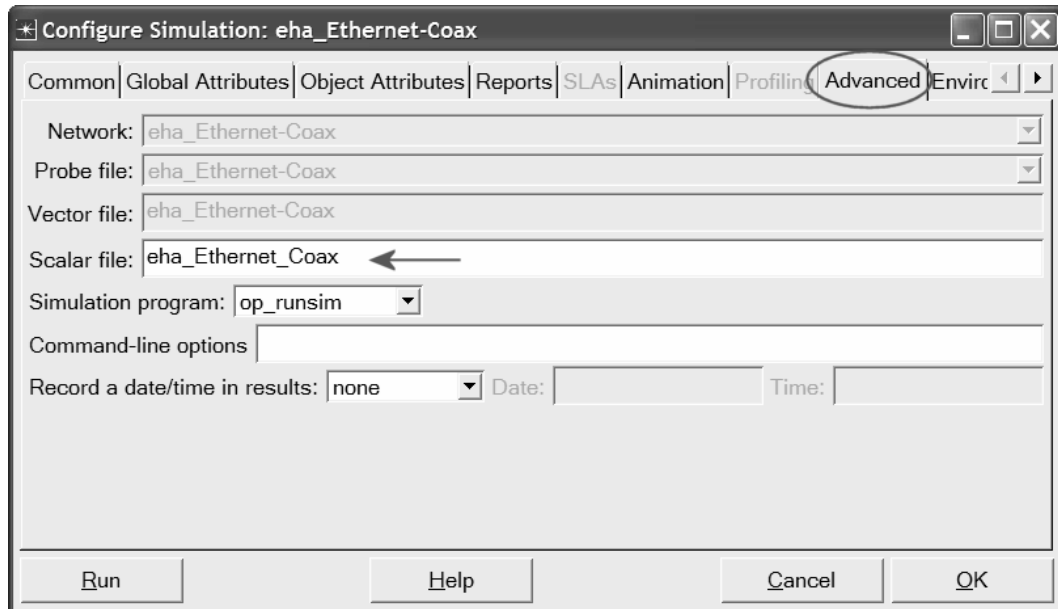 Configure Simulation: eha_Ethernet-Coax
Common Global Attributes Object Attributes Reports SLAs Animation Profiling Advanced
Network: eha_Ethernet-Coax
Probe file: eha_Ethernet-Coax
Vector file: eha_Ethernet-Coax
Scalar file: eha_Ethernet_Coax
Simulation program: op_runsim
Command-line options
Record a date/time in results: none Date: Time:
Run Help Cancel OK